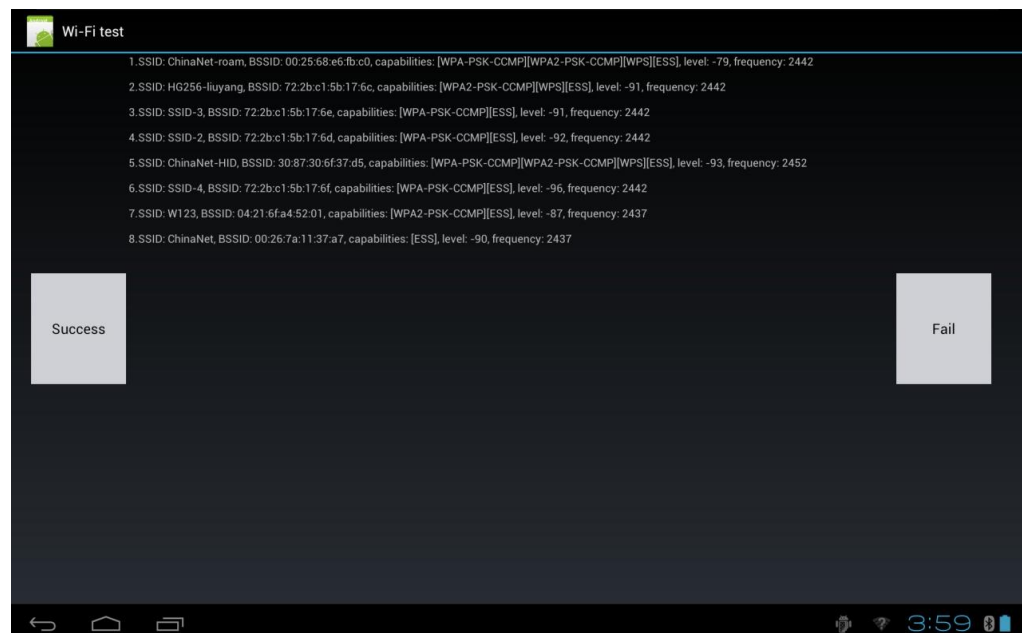 Wi-Fi test
1.SSID: ChinaNet-roam, BSSID: 00:25:68:e6:fb:c0, capabilities: [WPA-PSK-CCMP][WPA2-PSK-CCMP][WPS][ESS], level: -79, frequency: 2442
2.SSID: HG256-liuyang, BSSID: 72:2b:c1:5b:17:6c, capabilities: [WPA2-PSK-CCMP][WPS][ESS], level: -91, frequency: 2442
3.SSID: SSID-3, BSSID: 72:2b:c1:5b:17:6e, capabilities: [WPA-PSK-CCMP][ESS], level: -91, frequency: 2442
4.SSID: SSID-2, BSSID: 72:2b:c1:5b:17:6d, capabilities: [WPA-PSK-CCMP][ESS], level: -92, frequency: 2442
5.SSID: ChinaNet-HID, BSSID: 30:87:30:6f:37:d5, capabilities: [WPA-PSK-CCMP][WPA2-PSK-CCMP][WPS][ESS], level: -93, frequency: 2452
6.SSID: SSID-4, BSSID: 72:2b:c1:5b:17:6f, capabilities: [WPA-PSK-CCMP][ESS], level: -96, frequency: 2442
7.SSID: W123, BSSID: 04:21:6f:a4:52:01, capabilities: [WPA2-PSK-CCMP][ESS], level: -87, frequency: 2437
8.SSID: ChinaNet, BSSID: 00:26:7a:11:37:a7, capabilities: [ESS], level: -90, frequency: 2437
Success
Fail
3:59